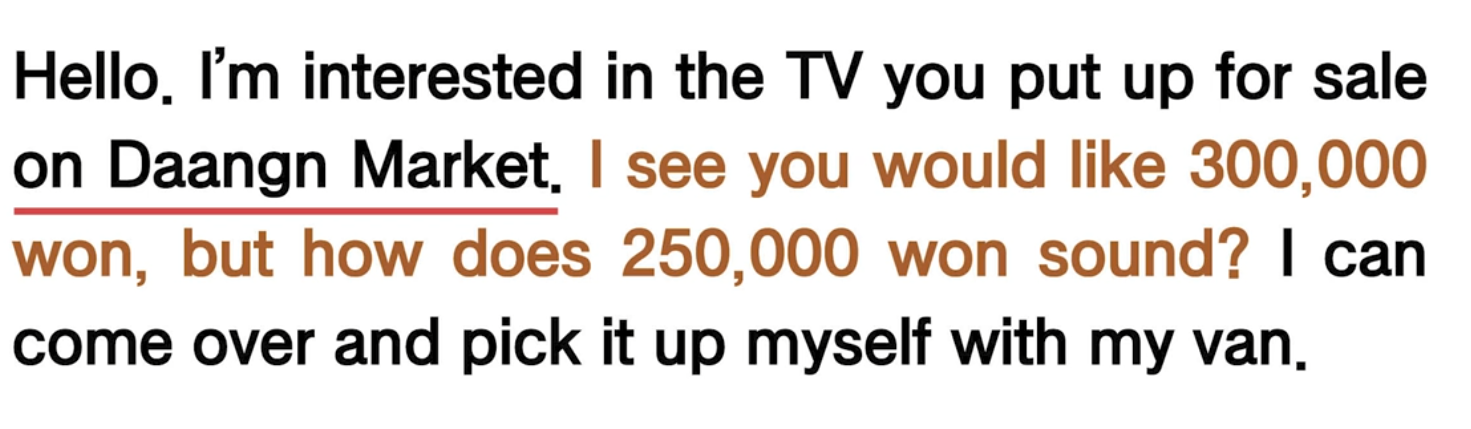 Hello. I’m interested in the TV you put up for sale
on Daangn Market. I see you would like 300,000
won, but how does 250,000 won sound? I can
come over and pick it up myself with my van.